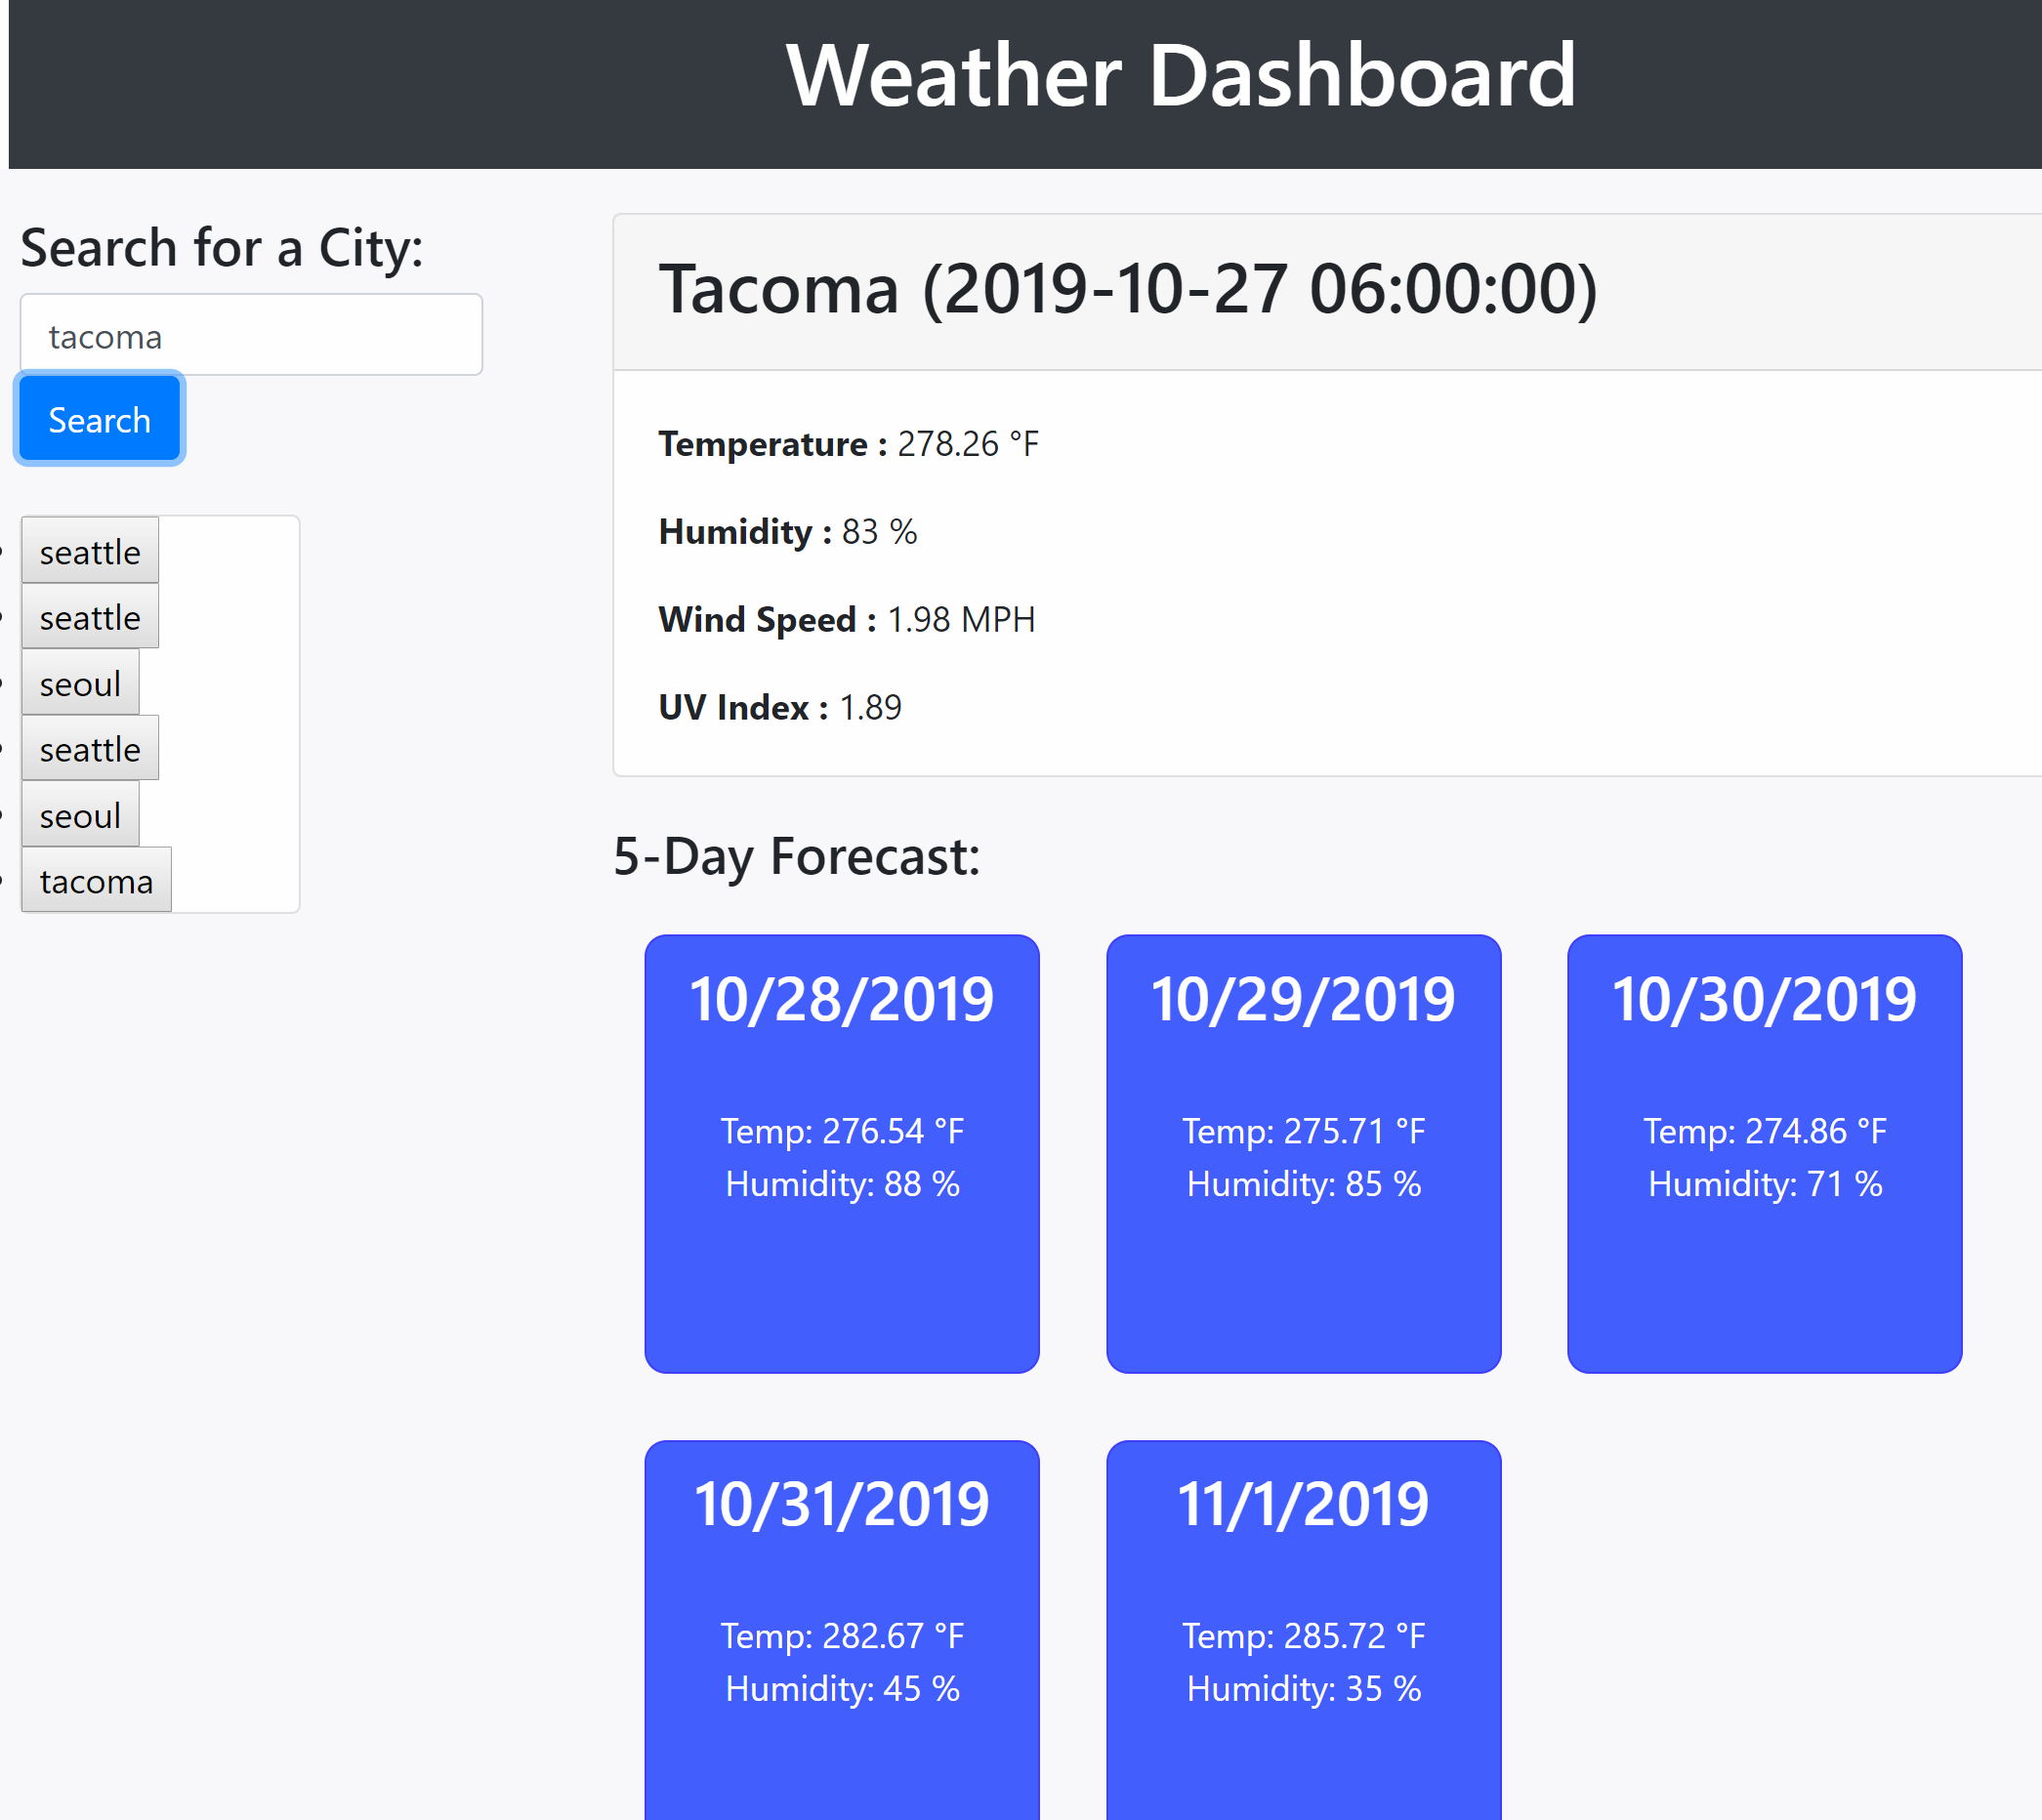 Weather Dashboard
Search for a City:
tacoma
Search
seattle
seattle
seoul
seattle
seoul
tacoma
Tacoma (2019-10-27 06:00:00)
Temperature : 278.26 °F
Humidity : 83 %
Wind Speed : 1.98 MPH
UV Index : 1.89
5-Day Forecast:
10/28/2019
Temp: 276.54 °F
Humidity: 88 %
10/29/2019
Temp: 275.71 °F
Humidity: 85 %
10/30/2019
Temp: 274.86 °F
Humidity: 71 %
10/31/2019
Temp: 282.67 °F
Humidity: 45 %
11/1/2019
Temp: 285.72 °F
Humidity: 35 %